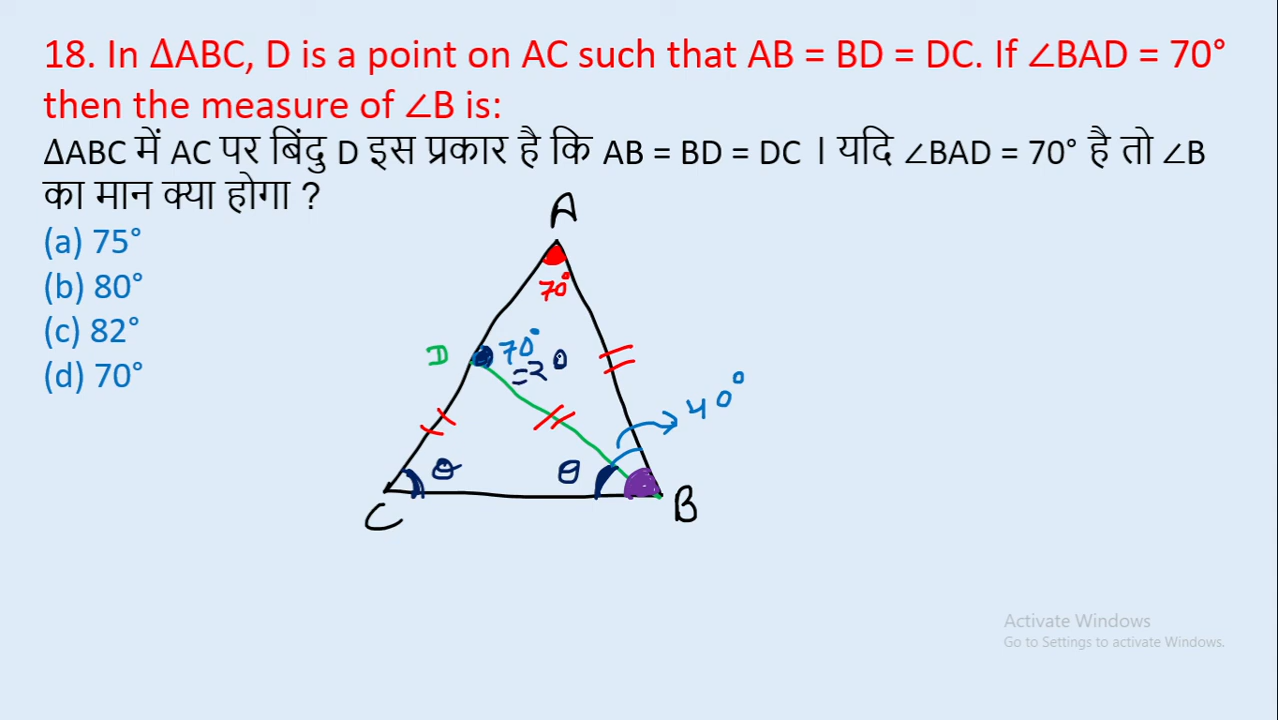 18. In ΔABC, D is a point on AC such that AB = BD = DC. If ∠BAD = 70°
then the measure of ∠B is:
ΔABC में AC पर बिंदु D इस प्रकार है कि AB = BD = DC । यदि ∠BAD = 70° है तो ∠B
का मान क्या होगा ?
(a) 75°
(b) 80°
(c) 82°
(d) 70°
A
70°
D
70°
=2θ
40°
θ
θ
C
B
Activate Windows
Go to Settings to activate Windows.